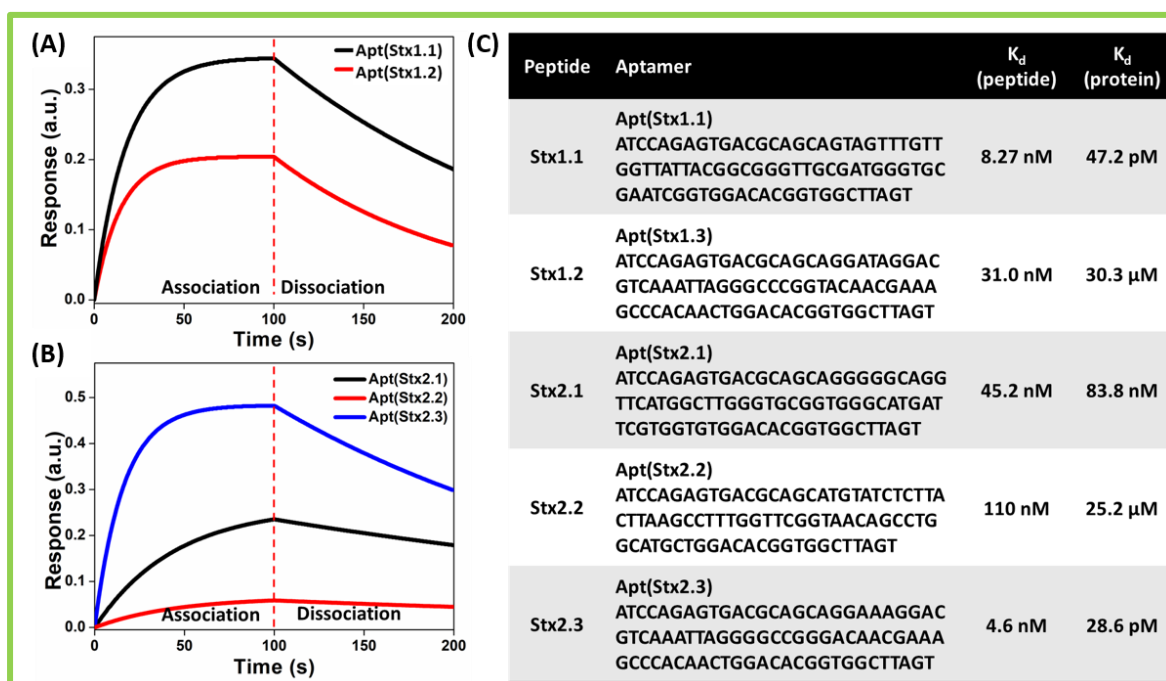 (A)
Apt(Stx1.1)
Apt(Stx1.2)
Response (a.u.)
0.3
0.2
0.1
0.0
Association
Dissociation
0
50
100
150
200
Time (s)
(B)
Apt(Stx2.1)
Apt(Stx2.2)
Apt(Stx2.3)
Response (a.u.)
0.5
0.4
0.3
0.2
0.1
0.0
Association
Dissociation
0
50
100
150
200
Time (s)
(C)
Peptide Aptamer Kd (peptide) Kd (protein)
Apt(Stx1.1)
ATCCAGAGTGACGCAGCAGTAGTTTGTT
Stx1.1 GGTTATTACGGCGGGTTGCGATGGGTGC 8.27 nM 47.2 pM
GAATCGGTGGACACGGTGGCTTAGT
Apt(Stx1.3)
ATCCAGAGTGACGCAGCAGGATAGGAC
Stx1.2 GTCAAATTAGGGCCCGGTACAACGAAA 31.0 nM 30.3 μM
GCCCACAACTGGACACGGTGGCTTAGT
Apt(Stx2.1)
ATCCAGAGTGACGCAGCAGGGGGCAGG
Stx2.1 TTCATGGCTTGGGTGCGGTGGGCATGAT 45.2 nM 83.8 nM
TCGTGGTGTGGACACGGTGGCTTAGT
Apt(Stx2.2)
ATCCAGAGTGACGCAGCATGTATCTCTTA
Stx2.2 CTTAAGCCTTTGGTTCGGTAACAGCCTG 110 nM 25.2 μM
GCATGCTGGACACGGTGGCTTAGT
Apt(Stx2.3)
ATCCAGAGTGACGCAGCAGGAAAGGAC
Stx2.3 GTCAAATTAGGGGCCGGGACAACGAAA 4.6 nM 28.6 pM
GCCCACAACTGGACACGGTGGCTTAGT